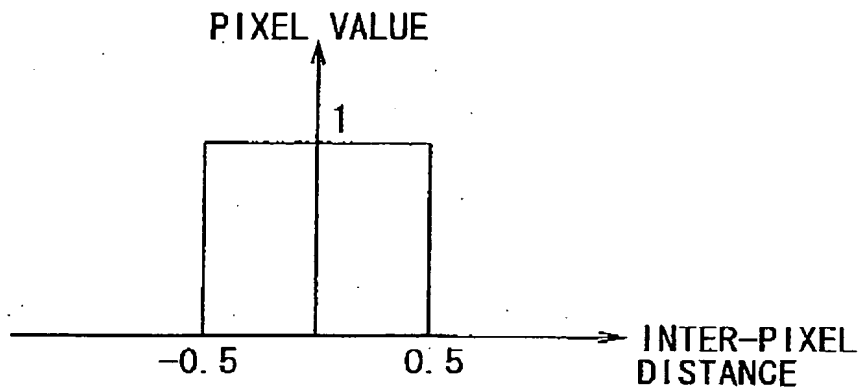 PIXEL VALUE
1
-0.5
0.5
INTER-PIXEL
DISTANCE